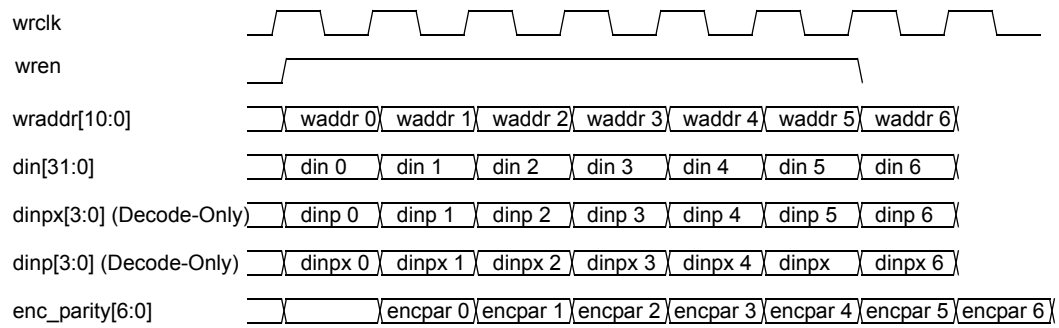 wrclk
wren
wraddr[10:0] waddr 0 waddr 1 waddr 2 waddr 3 waddr 4 waddr 5 waddr 6
din[31:0] din 0 din 1 din 2 din 3 din 4 din 5 din 6
dinpx[3:0] (Decode-Only) dinp 0 dinp 1 dinp 2 dinp 3 dinp 4 dinp 5 dinp 6
dinp[3:0] (Decode-Only) dinpx 0 dinpx 1 dinpx 2 dinpx 3 dinpx 4 dinpx dinpx 6
enc_parity[6:0] encpar 0 encpar 1 encpar 2 encpar 3 encpar 4 encpar 5 encpar 6